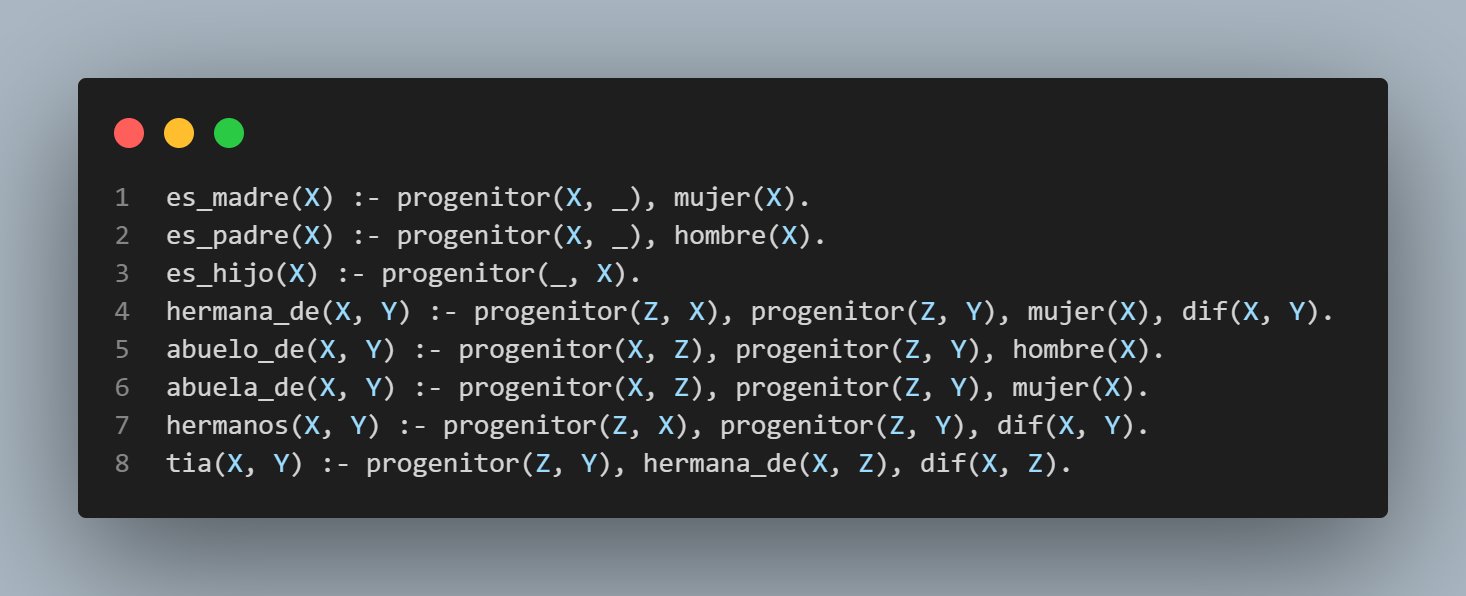 1 es_madre(X) :- progenitor(X, _), mujer(X).
2 es_padre(X) :- progenitor(X, _), hombre(X).
3 es_hijo(X) :- progenitor(_, X).
4 hermana_de(X, Y) :- progenitor(Z, X), progenitor(Z, Y), mujer(X), dif(X, Y).
5 abuelo_de(X, Y) :- progenitor(X, Z), progenitor(Z, Y), hombre(X).
6 abuela_de(X, Y) :- progenitor(X, Z), progenitor(Z, Y), mujer(X).
7 hermanos(X, Y) :- progenitor(Z, X), progenitor(Z, Y), dif(X, Y).
8 tia(X, Y) :- progenitor(Z, Y), hermana_de(X, Z), dif(X, Z).